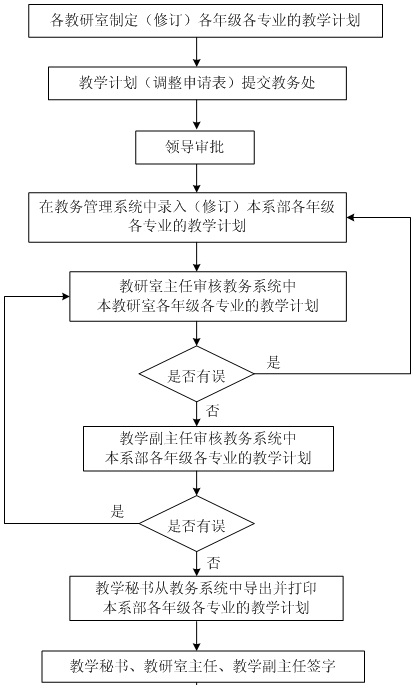 各教研室制定（修订）各年级各专业的教学计划
教学计划（调整申请表）提交教务处
领导审批
在教务管理系统中录入（修订）本系部各年级
各专业的教学计划
教研室主任审核教务系统中
本教研室各年级各专业的教学计划
是否有误
是
否
教学副主任审核教务系统中
本系部各年级各专业的教学计划
是
是否有误
否
教学秘书从教务系统中导出并打印
本系部各年级各专业的教学计划
教学秘书、教研室主任、教学副主任签字